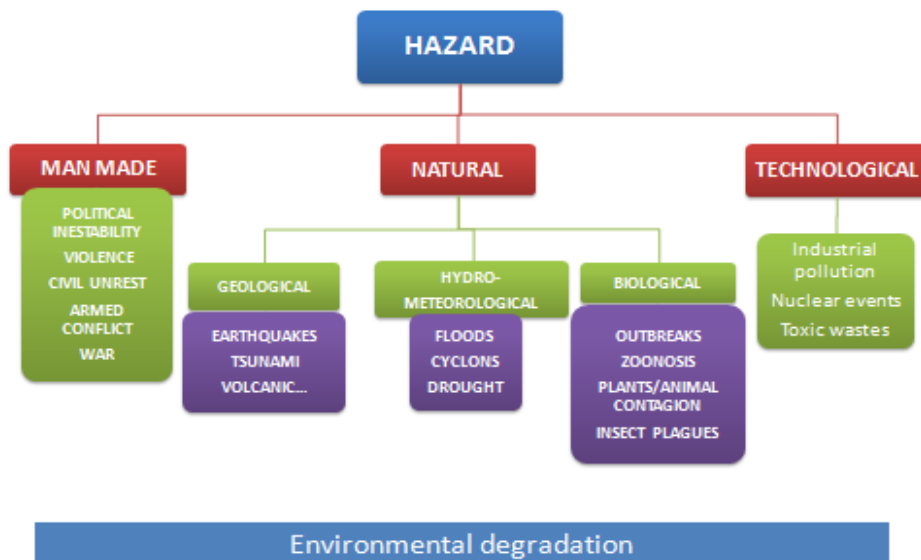 HAZARD
MAN MADE
POLITICAL
INESTABILITY
VIOLENCE
CIVIL UNREST
ARMED
CONFLICT
WAR
NATURAL
GEOLOGICAL
EARTHQUAKES
TSUNAMI
VOLCANIC...
HYDRO-
METEOROLOGICAL
FLOODS
CYCLONS
DROUGHT
BIOLOGICAL
OUTBREAKS
ZOONOSIS
PLANTS/ANIMAL
CONTAGION
INSECT PLAGUES
TECHNOLOGICAL
Industrial
pollution
Nuclear events
Toxic wastes
Environmental degradation